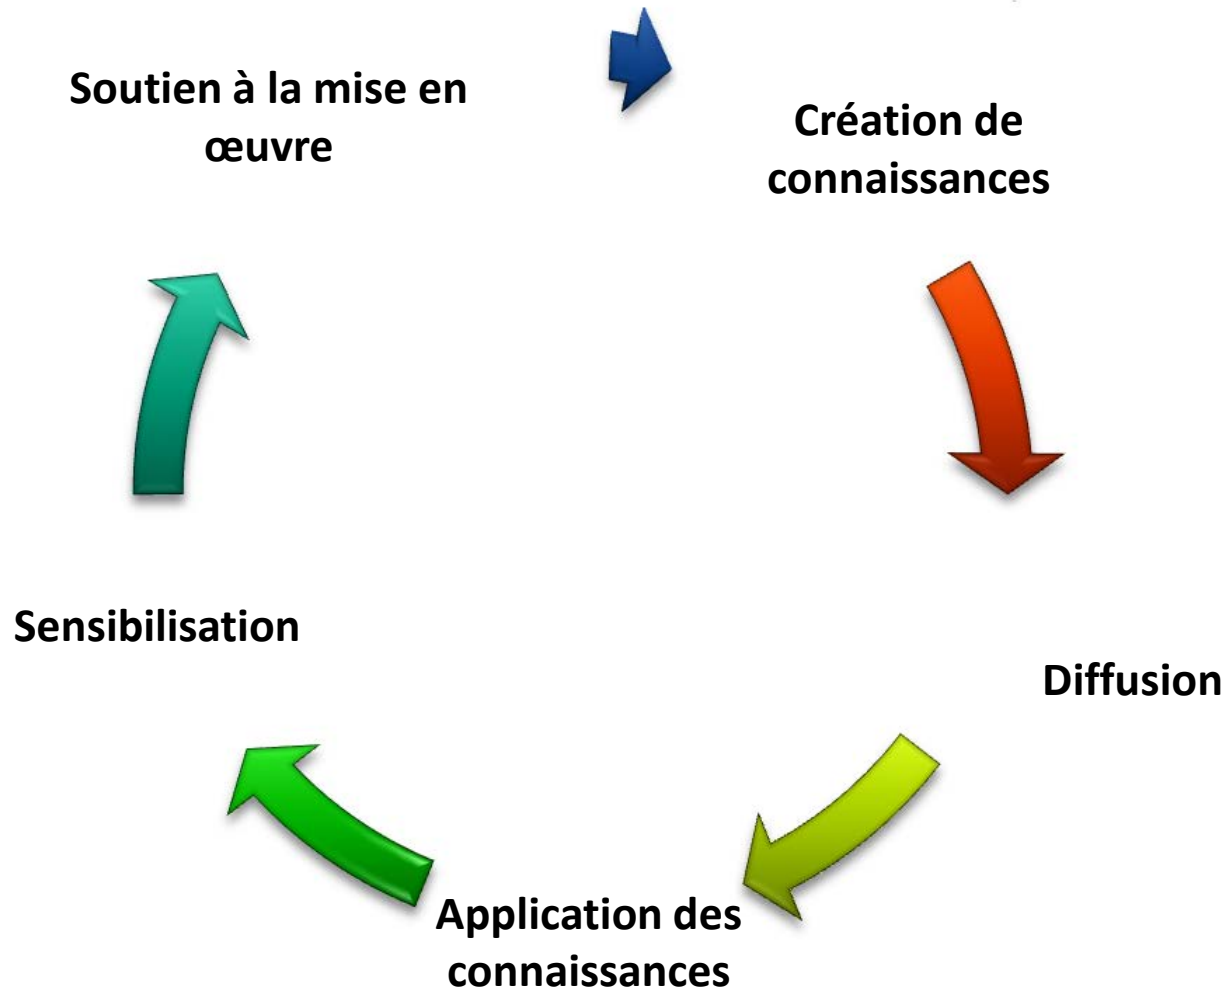 Soutien à la mise en
œuvre
Création de
connaissances
Sensibilisation
Diffusion
Application des
connaissances